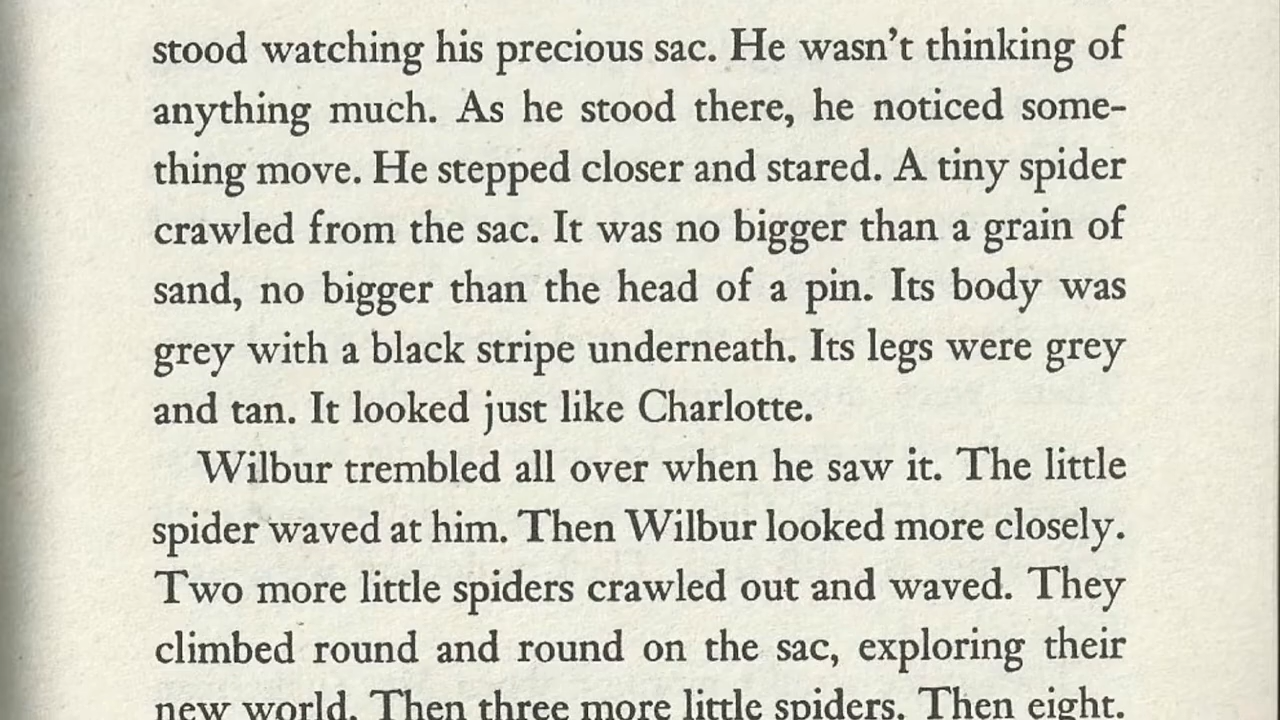 stood watching his precious sac. He wasn't thinking of
anything much. As he stood there, he noticed some-
thing move. He stepped closer and stared. A tiny spider
crawled from the sac. It was no bigger than a grain of
sand, no bigger than the head of a pin. Its body was
grey with a black stripe underneath. Its legs were grey
and tan. It looked just like Charlotte.
Wilbur trembled all over when he saw it. The little
spider waved at him. Then Wilbur looked more closely.
Two more little spiders crawled out and waved. They
climbed round and round on the sac, exploring their
new world. Then three more little spiders. Then eight.